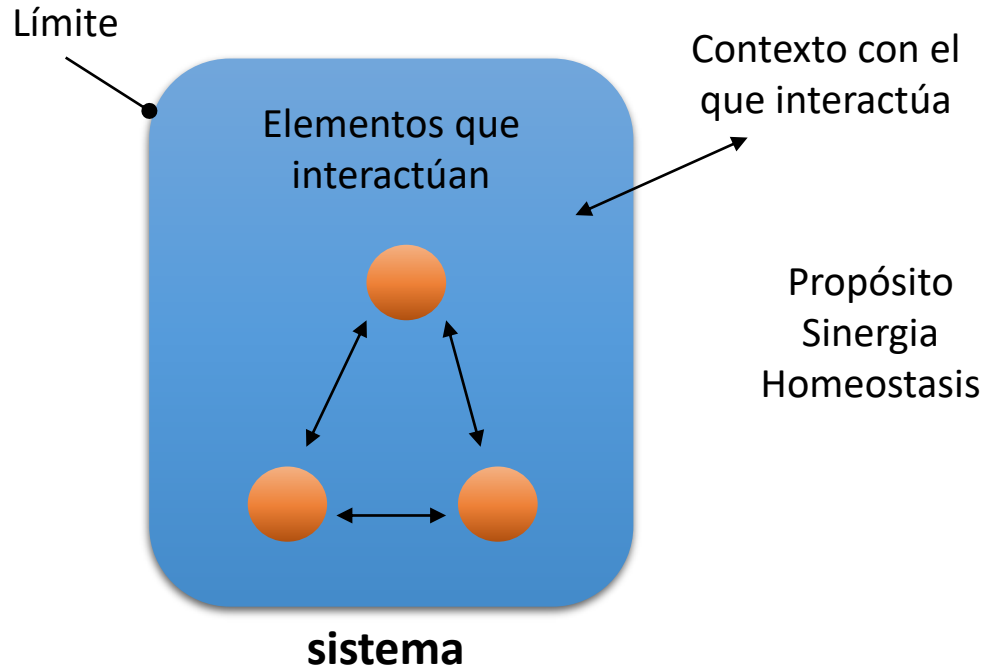 Límite
Contexto con el
que interactúa
Elementos que
interactúan
Propósito
Sinergia
Homeostasis
sistema